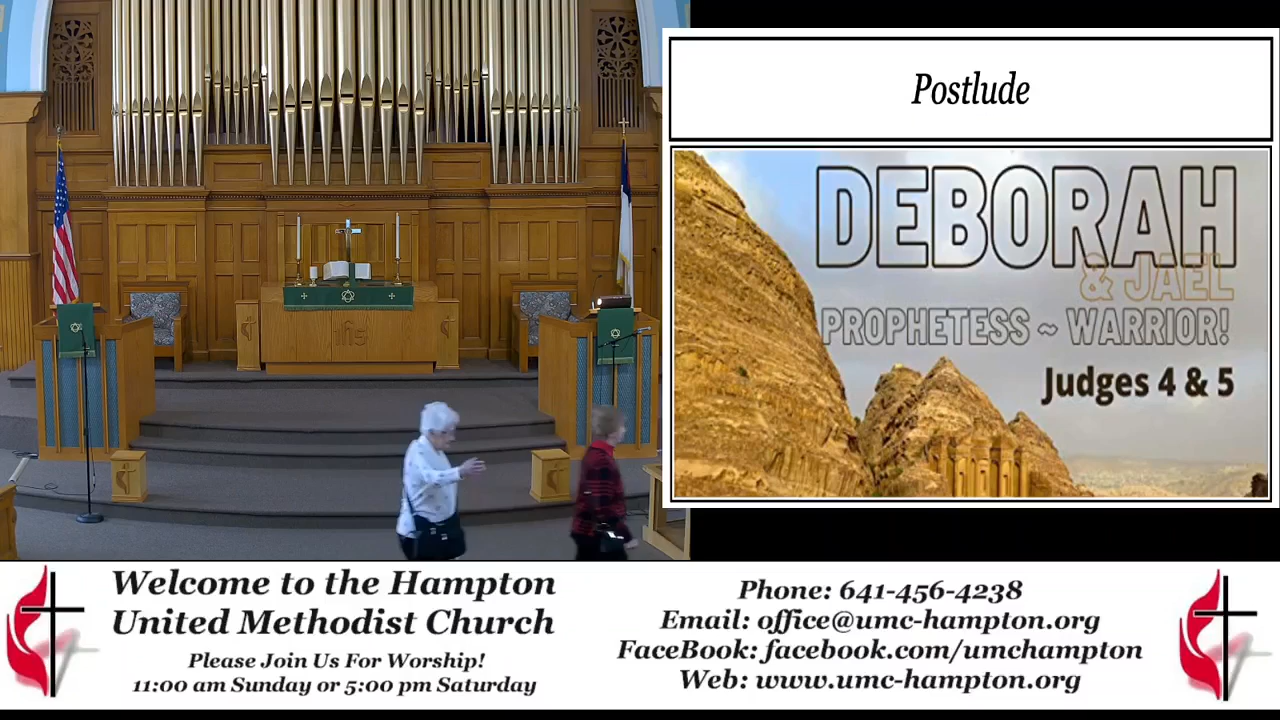 Postlude
DEBORAH
& JAEL
PROPHETESS ~ WARRIOR!
Judges 4 & 5
Welcome to the Hampton
United Methodist Church
Please Join Us For Worship!
11:00 am Sunday or 5:00 pm Saturday
Phone: 641-456-4238
Email: office@umc-hampton.org
FaceBook: facebook.com/umchampton
Web: www.umc-hampton.org